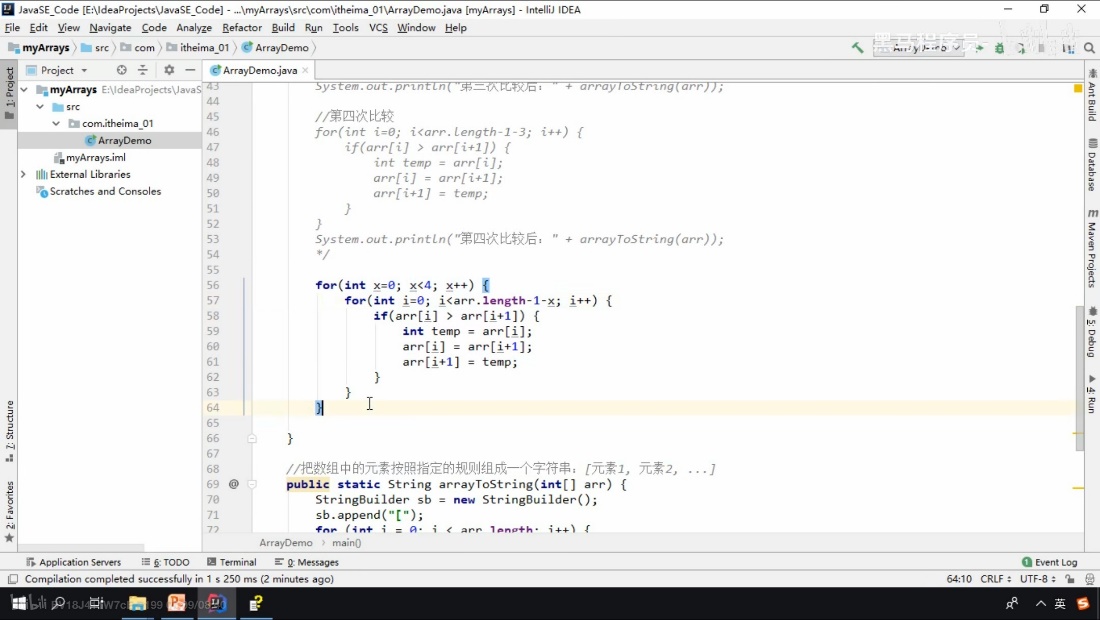 JavaSE_Code [E:\IdeaProjects\JavaSE_Code] - ...\myArrays\src\com\itheima_01\ArrayDemo.java [myArrays] - IntelliJ IDEA
File Edit View Navigate Code Analyze Refactor Build Run Tools VCS Window Help
myArrays src com itheima_01 ArrayDemo
黑马程序员
Project
ArrayDemo.java
1: Project
myArrays E:\IdeaProjects\JavaS
src
com.itheima_01
ArrayDemo
myArrays.iml
External Libraries
Scratches and Consoles
7: Structure
2: Favorites
43 System.out.println("第三次比较后：" + arrayToString(arr));
44
45 //第四次比较
46 for(int i=0; i<arr.length-1-3; i++) {
47 if(arr[i] > arr[i+1]) {
48 int temp = arr[i];
49 arr[i] = arr[i+1];
50 arr[i+1] = temp;
51 }
52 }
53 System.out.println("第四次比较后：" + arrayToString(arr));
54 */
55
56 for(int x=0; x<4; x++) {
57 for(int i=0; i<arr.length-1-x; i++) {
58 if(arr[i] > arr[i+1]) {
59 int temp = arr[i];
60 arr[i] = arr[i+1];
61 arr[i+1] = temp;
62 }
63 }
64 }
65
66 }
67
68 //把数组中的元素按照指定的规则组成一个字符串：[元素1, 元素2, ...]
69 @ public static String arrayToString(int[] arr) {
70 StringBuilder sb = new StringBuilder();
71 sb.append("[");
72 for (int i = 0; i < arr.length; i++) {
ArrayDemo main()
Ant Build
Database
Maven Projects
5: Debug
4: Run
Application Servers 6: TODO Terminal 0: Messages Event Log
Compilation completed successfully in 1 s 250 ms (2 minutes ago) 64:10 CRLF UTF-8
英